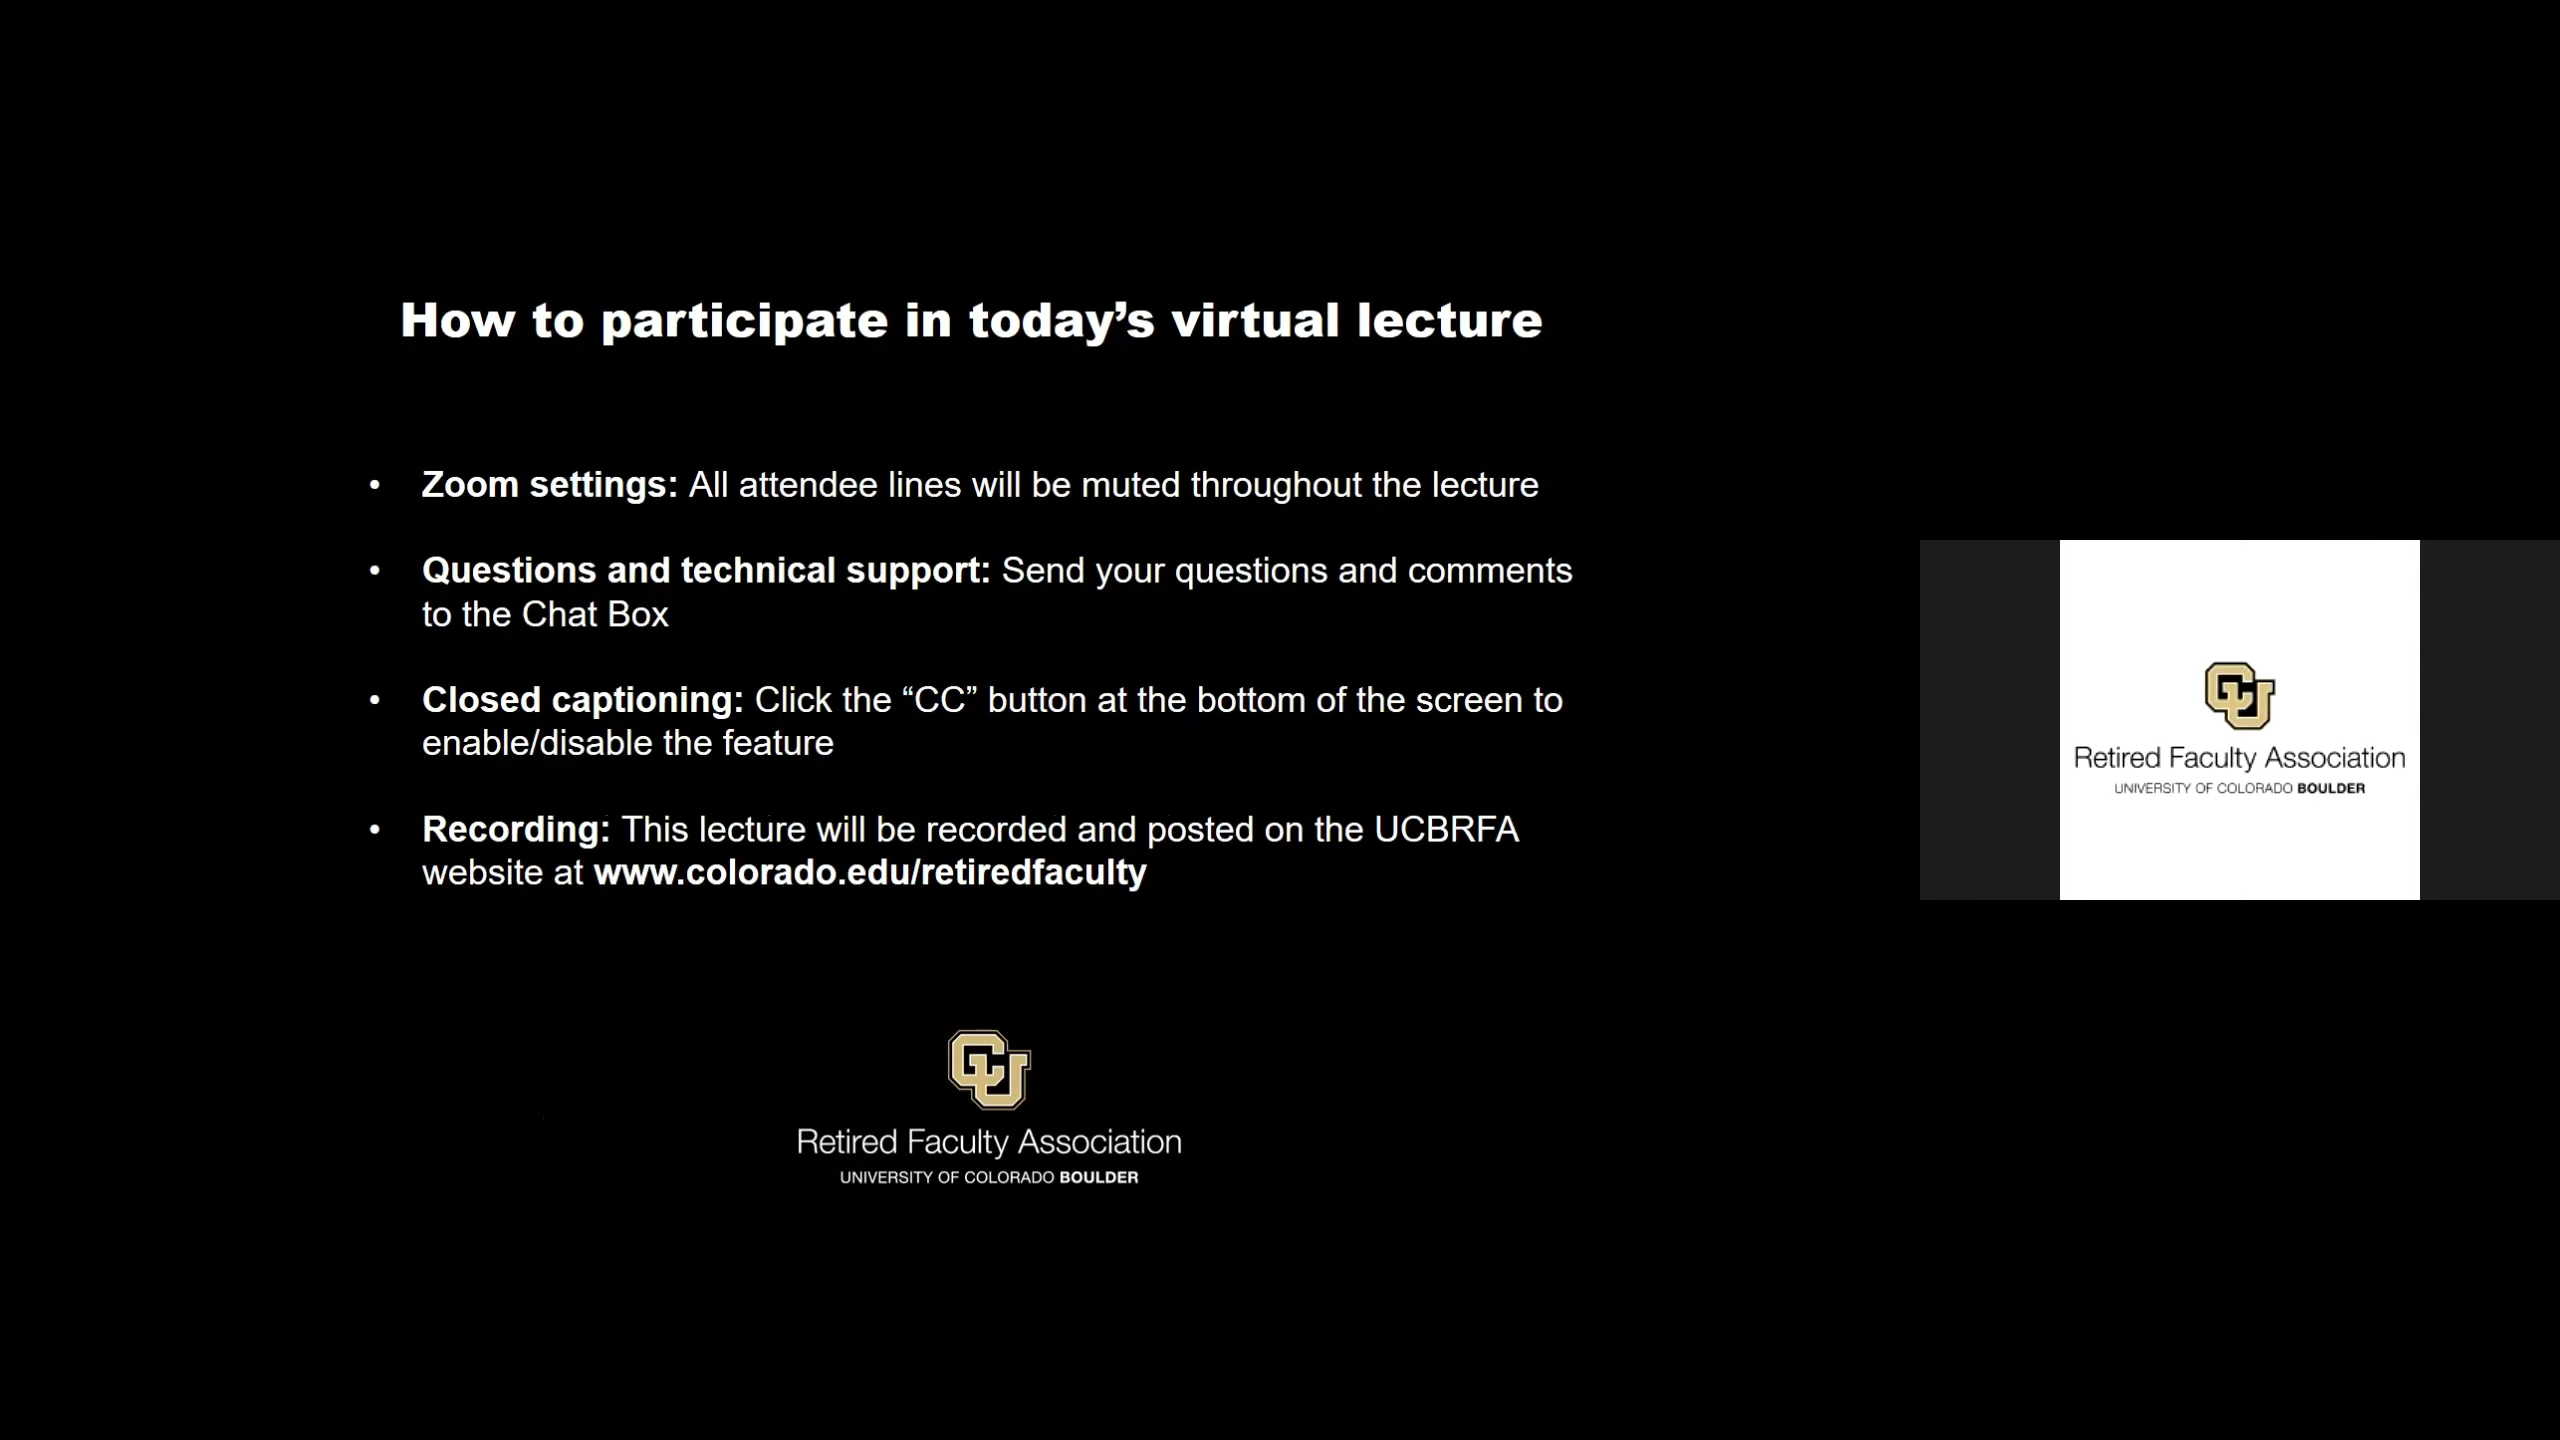 How to participate in today’s virtual lecture
• Zoom settings: All attendee lines will be muted throughout the lecture
• Questions and technical support: Send your questions and comments
to the Chat Box
• Closed captioning: Click the “CC” button at the bottom of the screen to
enable/disable the feature
• Recording: This lecture will be recorded and posted on the UCBRFA
website at www.colorado.edu/retiredfaculty
CU
Retired Faculty Association
UNIVERSITY OF COLORADO BOULDER
CU
Retired Faculty Association
UNIVERSITY OF COLORADO BOULDER